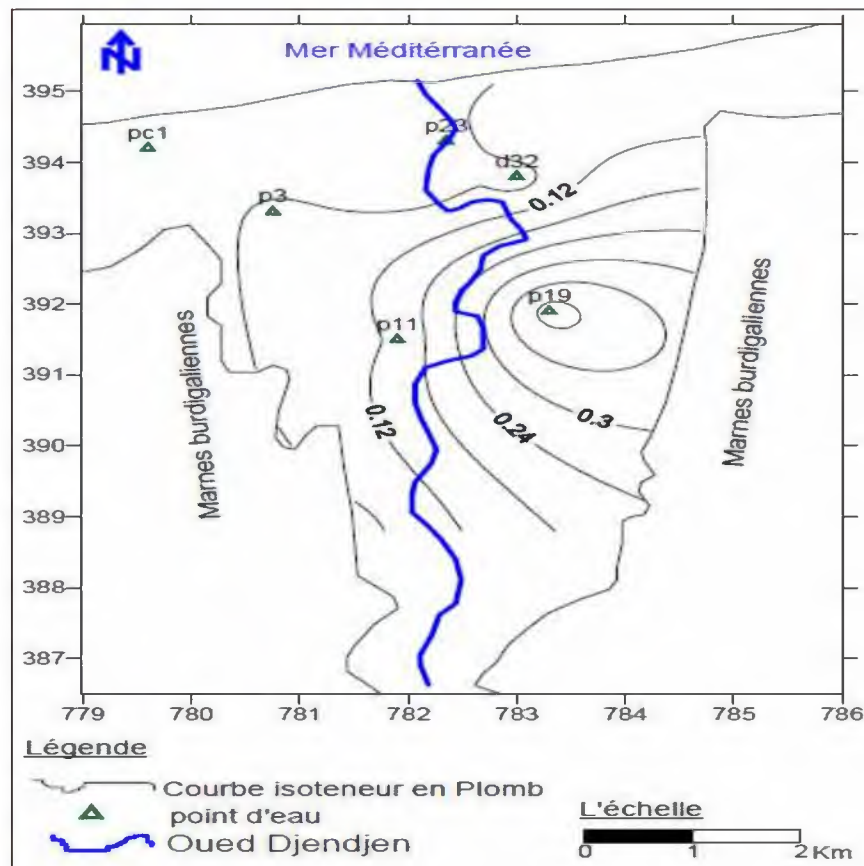 N
Mer Méditérranée
395
394
393
392
391
390
389
388
387
pc1
p23
d32
p3
0.12
p19
p11
Marnes burdigaliennes
Marnes burdigaliennes
0.3
0.12
0.24
779 780 781 782 783 784 785 786
Légende
Courbe isoteneur en Plomb
point d'eau
Oued Djendjen
L'échelle
0 1 2 Km